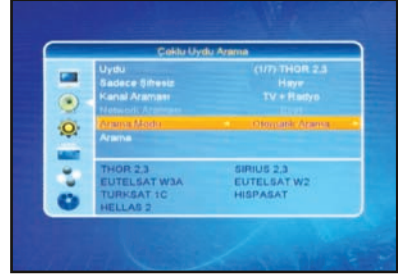 Çoklu Uydu Arama
Uydu (1/7) THOR 2,3
Sadece Şifresiz Hayır
Kanal Araması TV + Radyo
Network Araması
Arama Modu Otomatik Arama
Arama
THOR 2,3 SIRIUS 2,3
EUTELSAT W3A EUTELSAT W2
TURKSAT 1C HISPASAT
HELLAS 2